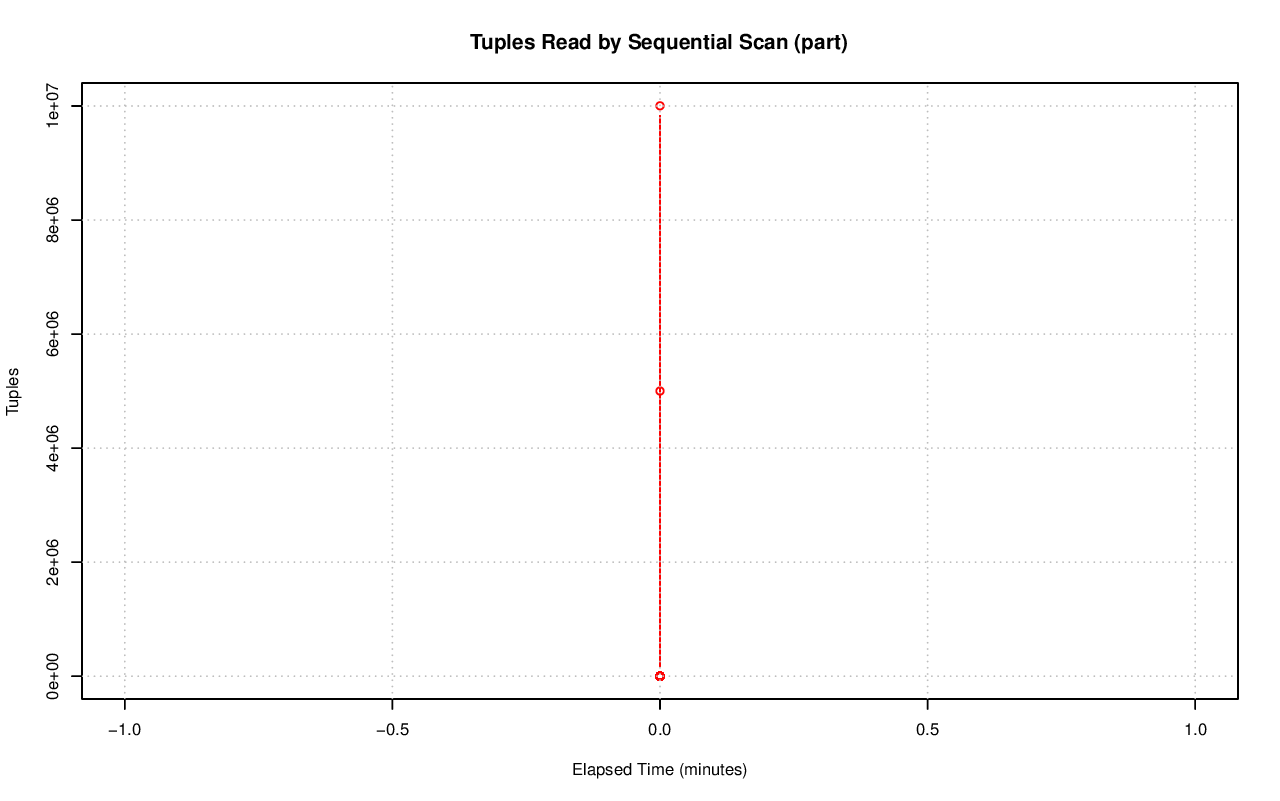 Tuples Read by Sequential Scan (part)
1e+07
8e+06
6e+06
4e+06
2e+06
0e+00
Tuples
−1.0
−0.5
0.0
0.5
1.0
Elapsed Time (minutes)